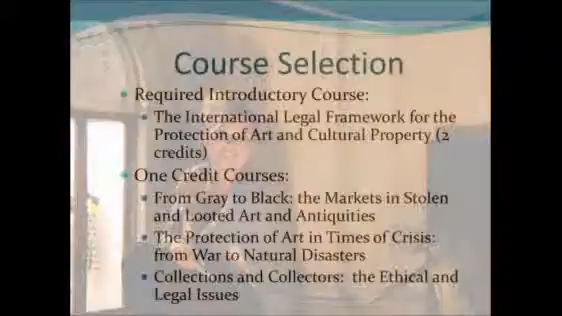 Course Selection
Required Introductory Course:
The International Legal Framework for the
Protection of Art and Cultural Property (2
credits)
One Credit Courses:
From Gray to Black: the Markets in Stolen
and Looted Art and Antiquities
The Protection of Art in Times of Crisis:
from War to Natural Disasters
Collections and Collectors: the Ethical and
Legal Issues